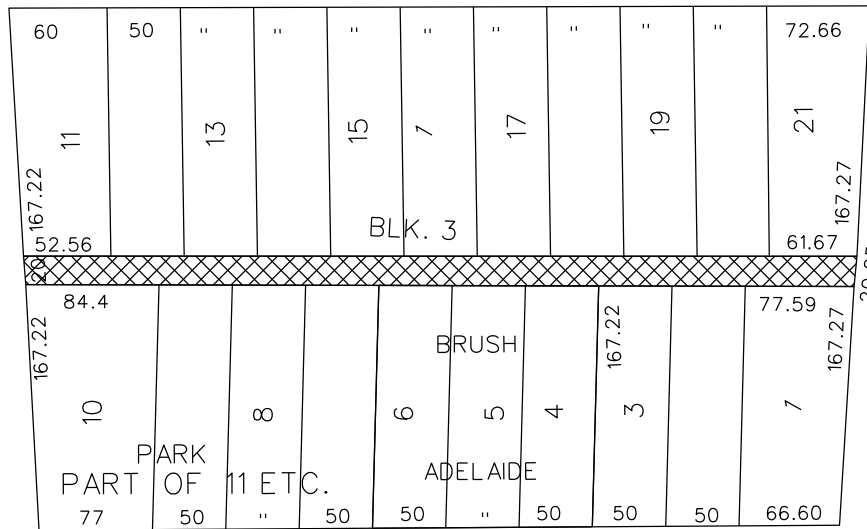 60 50 " " " " " " " " 72.66
11 13 15 1 17 19 21
167.22 167.27
BLK. 3
52.56 61.67
20
84.4 77.59
167.22 167.22 167.27
BRUSH
10 8 6 5 4 3 1
PARK
ADELAIDE
PART OF 11 ETC.
77 50 " 50 50 " 50 50 50 66.60